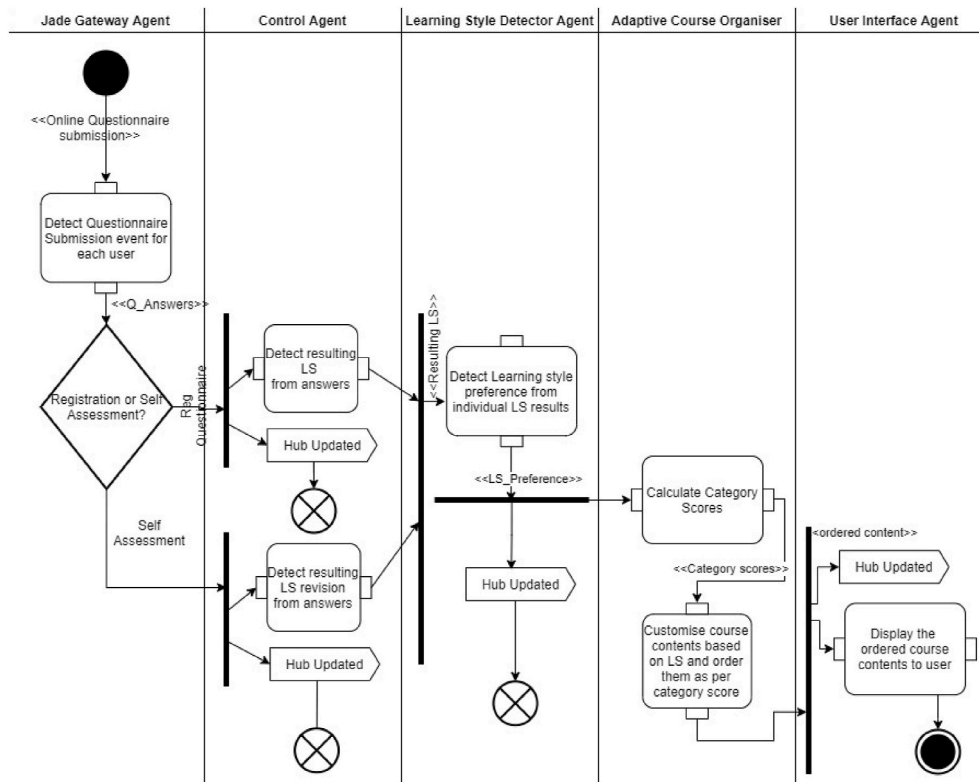 Jade Gateway Agent
Control Agent
Learning Style Detector Agent
Adaptive Course Organiser
User Interface Agent
<<Online Questionnaire
submission>>
Detect Questionnaire
Submission event for
each user
<<Q_Answers>>
Registration or Self
Assessment?
Reg
Questionnaire
Self
Assessment
Detect resulting
LS
from answers
Hub Updated
Detect resulting
LS revision
from answers
Hub Updated
<<Resulting LS>>
Detect Learning style
preference from
individual LS results
<<LS_Preference>>
Hub Updated
Calculate Category
Scores
<<Category scores>>
Customise course
contents based
on LS and order
them as per
category score
<ordered content>>
Hub Updated
Display the
ordered course
contents to user